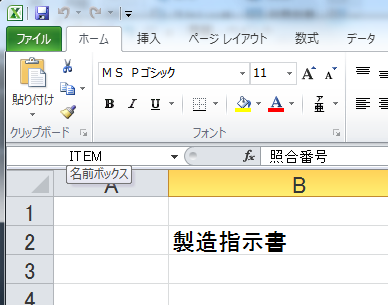 ファイル ホーム 挿入 ページ レイアウト 数式 データ
貼り付け
ＭＳ Ｐゴシック 11
B I U A ア亜
クリップボード フォント
ITEM fx 照合番号
名前ボックス
A B
1
2 製造指示書
3
4